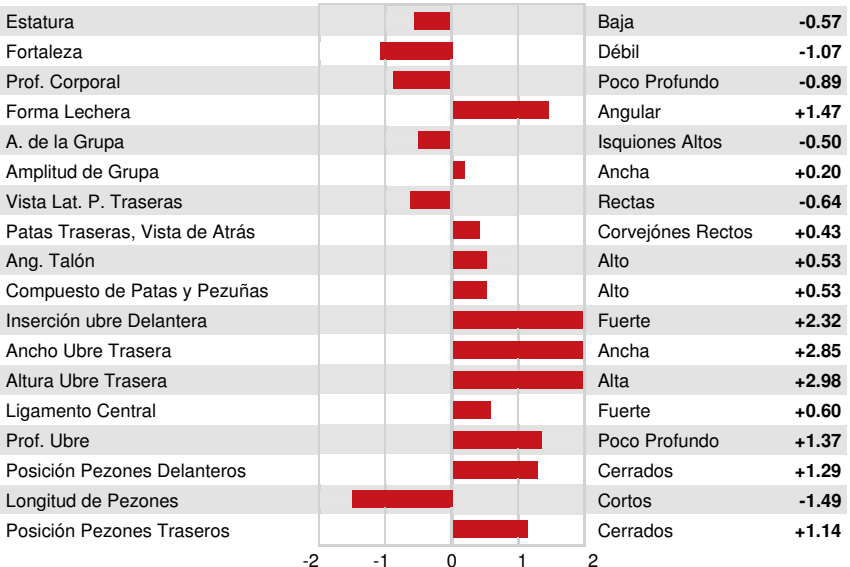 Estatura Baja -0.57
Fortaleza Débil -1.07
Prof. Corporal Poco Profundo -0.89
Forma Lechera Angular +1.47
A. de la Grupa Isquiones Altos -0.50
Amplitud de Grupa Ancha +0.20
Vista Lat. P. Traseras Rectas -0.64
Patas Traseras, Vista de Atrás Corvejónes Rectos +0.43
Ang. Talón Alto +0.53
Compuesto de Patas y Pezuñas Alto +0.53
Inserción ubre Delantera Fuerte +2.32
Ancho Ubre Trasera Ancha +2.85
Altura Ubre Trasera Alta +2.98
Ligamento Central Fuerte +0.60
Prof. Ubre Poco Profundo +1.37
Posición Pezones Delanteros Cerrados +1.29
Longitud de Pezones Cortos -1.49
Posición Pezones Traseros Cerrados +1.14
-2 -1 0 1 2